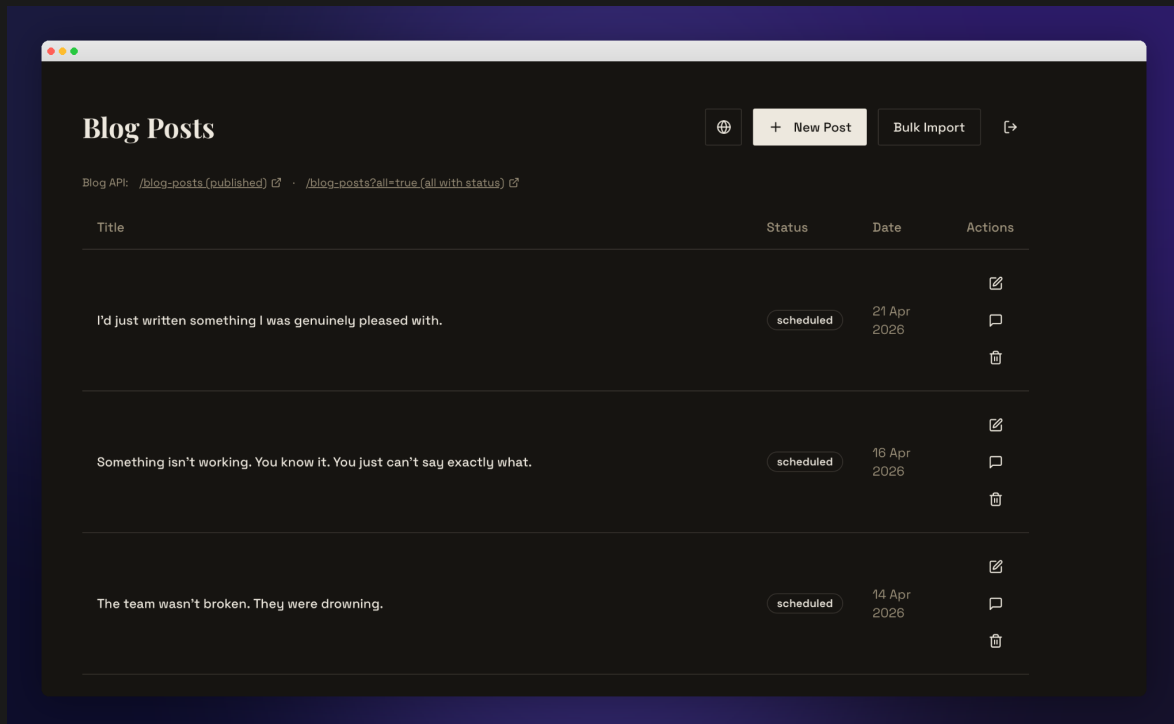 Blog Posts
+ New Post
Bulk Import
Blog API: /blog-posts (published) · /blog-posts?all=true (all with status)
Title Status Date Actions
I'd just written something I was genuinely pleased with. scheduled 21 Apr
2026
Something isn't working. You know it. You just can't say exactly what. scheduled 16 Apr
2026
The team wasn't broken. They were drowning. scheduled 14 Apr
2026